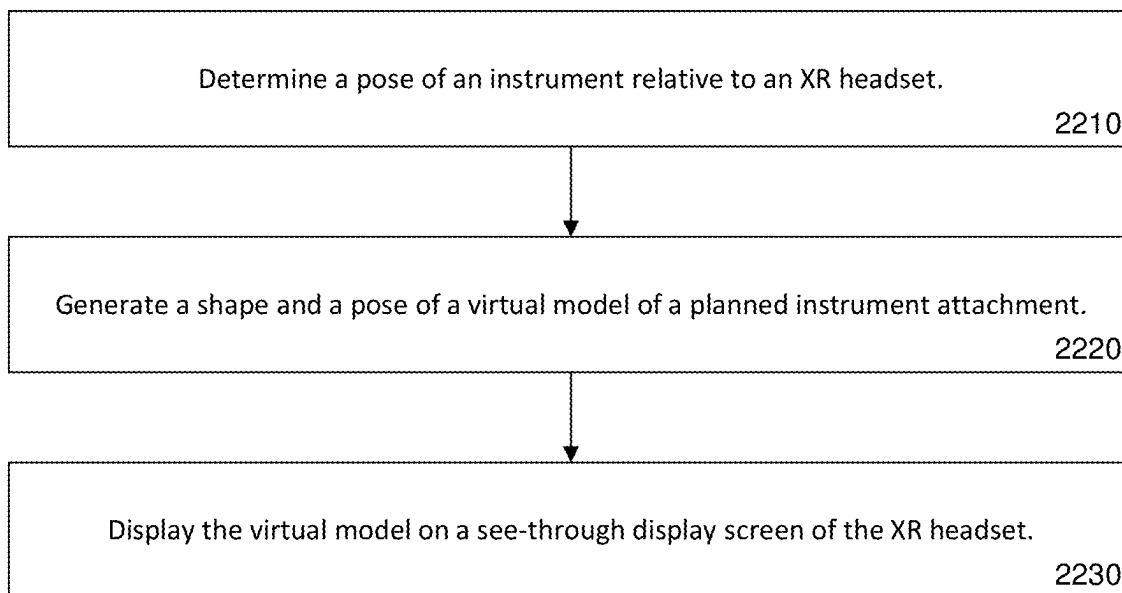 Determine a pose of an instrument relative to an XR headset.
2210
Generate a shape and a pose of a virtual model of a planned instrument attachment.
2220
Display the virtual model on a see-through display screen of the XR headset.
2230